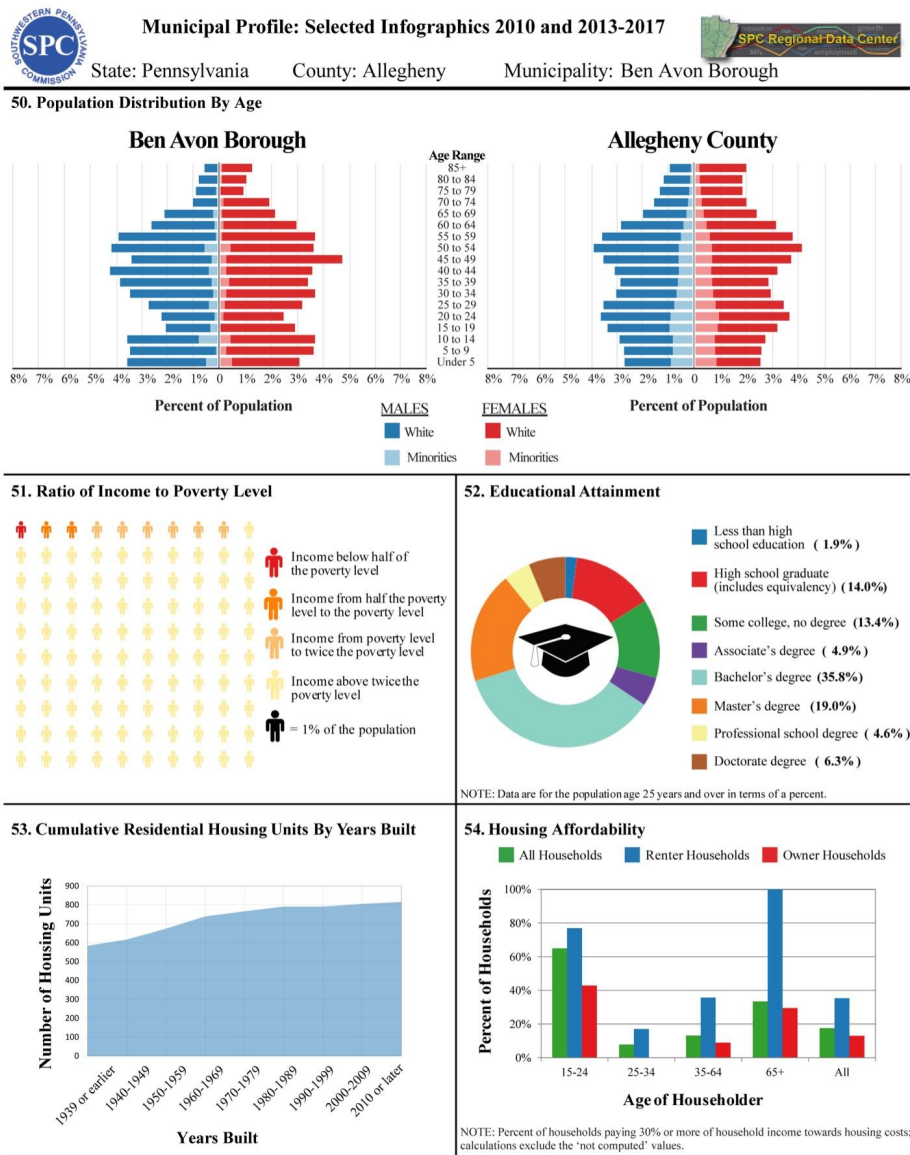 SOUTHWESTERN PENNSYLVANIA
SPC
COMMISSION
Municipal Profile: Selected Infographics 2010 and 2013-2017
State: Pennsylvania County: Allegheny Municipality: Ben Avon Borough
SPC Regional Data Center
50. Population Distribution By Age
Ben Avon Borough
Allegheny County
Age Range
85+
80 to 84
75 to 79
70 to 74
65 to 69
60 to 64
55 to 59
50 to 54
45 to 49
40 to 44
35 to 39
30 to 34
25 to 29
20 to 24
15 to 19
10 to 14
5 to 9
Under 5
8% 7% 6% 5% 4% 3% 2% 1% 0 1% 2% 3% 4% 5% 6% 7% 8%
8% 7% 6% 5% 4% 3% 2% 1% 0 1% 2% 3% 4% 5% 6% 7% 8%
Percent of Population
Percent of Population
MALES FEMALES
White White
Minorities Minorities
51. Ratio of Income to Poverty Level
Income below half of
the poverty level
Income from half the poverty
level to the poverty level
Income from poverty level
to twice the poverty level
Income above twice the
poverty level
= 1% of the population
52. Educational Attainment
Less than high
school education ( 1.9% )
High school graduate
(includes equivalency) (14.0%)
Some college, no degree (13.4%)
Associate's degree ( 4.9% )
Bachelor's degree (35.8%)
Master's degree (19.0%)
Professional school degree ( 4.6%)
Doctorate degree ( 6.3% )
NOTE: Data are for the population age 25 years and over in terms of a percent.
53. Cumulative Residential Housing Units By Years Built
Number of Housing Units
900
800
700
600
500
400
300
200
100
0
1939 or earlier
1940-1949
1950-1959
1960-1969
1970-1979
1980-1989
1990-1999
2000-2009
2010 or later
Years Built
54. Housing Affordability
All Households Renter Households Owner Households
Percent of Households
100%
80%
60%
40%
20%
0%
15-24 25-34 35-64 65+ All
Age of Householder
NOTE: Percent of households paying 30% or more of household income towards housing costs;
calculations exclude the 'not computed' values.